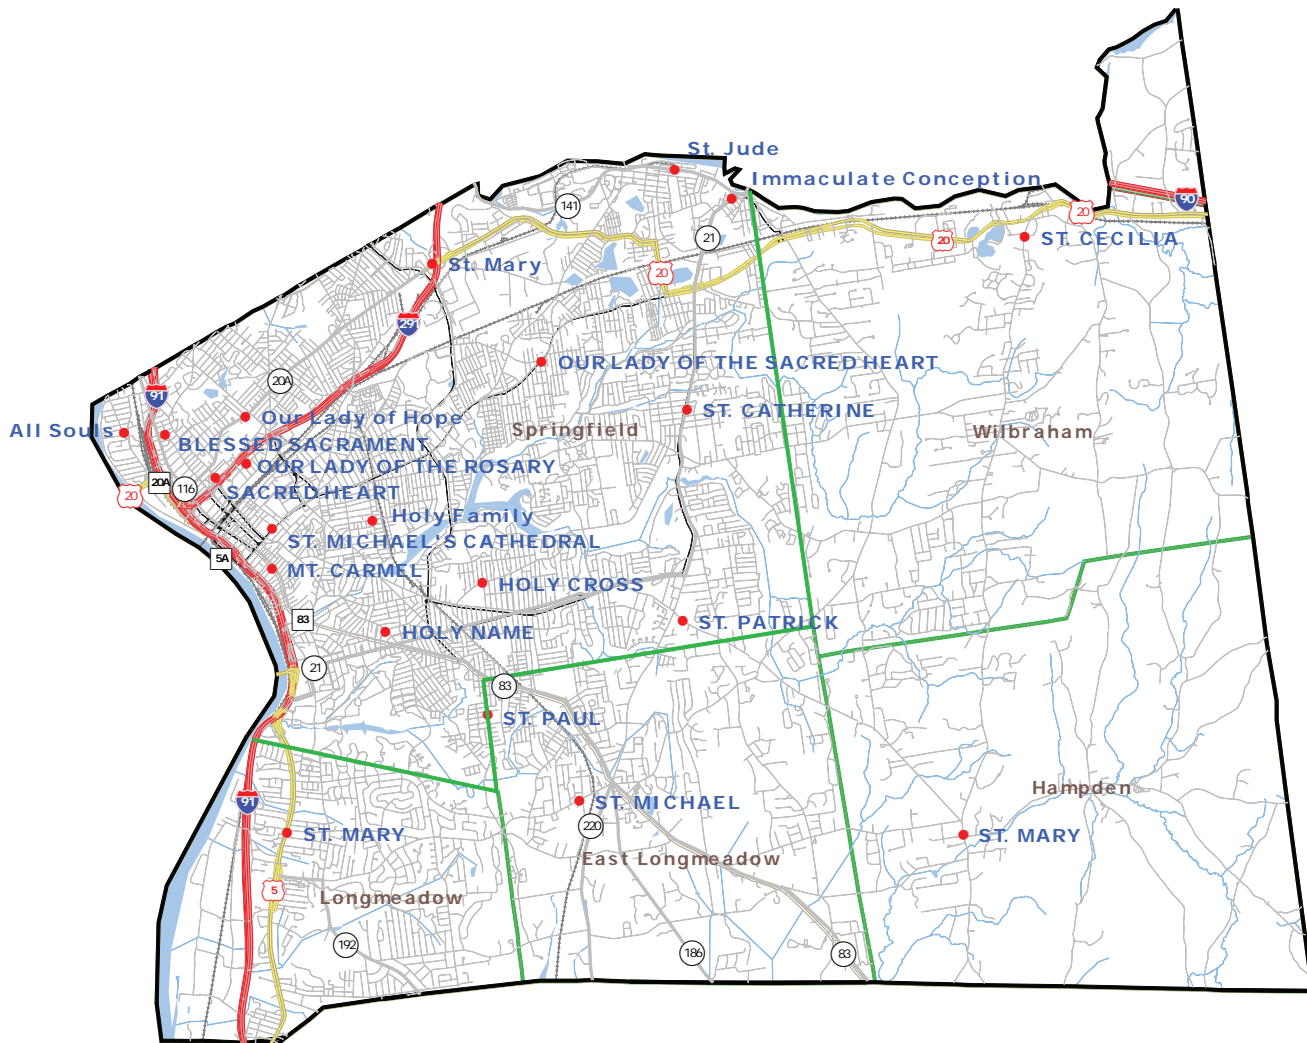 St. Jude
Immaculate Conception
90
141
20
21
20
ST. CECILIA
St. Mary
20
291
OUR LADY OF THE SACRED HEART
20A
91
ST. CATHERINE
Our Lady of Hope
All Souls
Springfield
Wilbraham
BLESSED SACRAMENT
OUR LADY OF THE ROSARY
20A
116
20
SACRED HEART
Holy Family
ST. MICHAEL'S CATHEDRAL
5A
MT. CARMEL
HOLY CROSS
83
ST. PATRICK
HOLY NAME
21
83
ST. PAUL
Hampden
91
ST. MICHAEL
220
ST. MARY
ST. MARY
East Longmeadow
5
Longmeadow
192
186
83